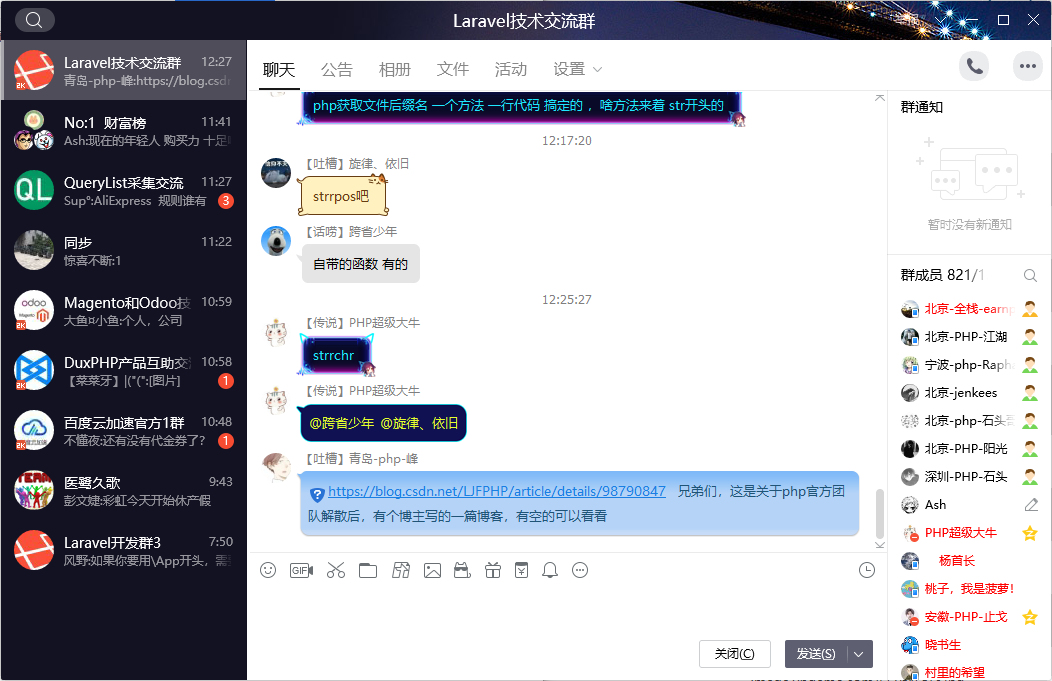 Laravel技术交流群
Laravel技术交流群 12:27
青岛-php-峰:https://blog.csd
No:1 财富榜 11:41
Ash:现在的年轻人 购买力 十足
QueryList采集交流 11:27
Sup°:AliExpress 规则谁有 3
同步 11:22
惊喜不断:1
Magento和Odoo技 10:59
大鱼¤小鱼:个人，公司
DuxPHP产品互助交流 10:58
【菜菜牙】|("(":[图片] 1
百度云加速官方1群 10:48
不懂夜:还有没有代金券了? 1
医鹭久歌 9:43
彭文婕:彩虹今天开始休产假
Laravel开发群3 7:50
风野:如果你要用\App开头，需
聊天 公告 相册 文件 活动 设置
php获取文件后缀名 一个方法 一行代码 搞定的 ，啥方法来着 str开头的
12:17:20
【吐槽】旋律、依旧
strrpos吧
【话唠】跨省少年
自带的函数 有的
12:25:27
【传说】PHP超级大牛
strrchr
【传说】PHP超级大牛
@跨省少年 @旋律、依旧
【吐槽】青岛-php-峰
https://blog.csdn.net/LJFPHP/article/details/98790847 兄弟们，这是关于php官方团
队解散后，有个博主写的一篇博客，有空的可以看看
GIF
关闭(C) 发送(S)
群通知
暂时没有新通知
群成员 821/1
北京-全栈-earnp
北京-PHP-江湖
宁波-php-Rapha
北京-jenkees
北京-php-石头
北京-PHP-阳光
深圳-PHP-石头
Ash
PHP超级大牛
杨首长
桃子，我是菠萝!
安徽-PHP-止戈
晓书生
村里的希望